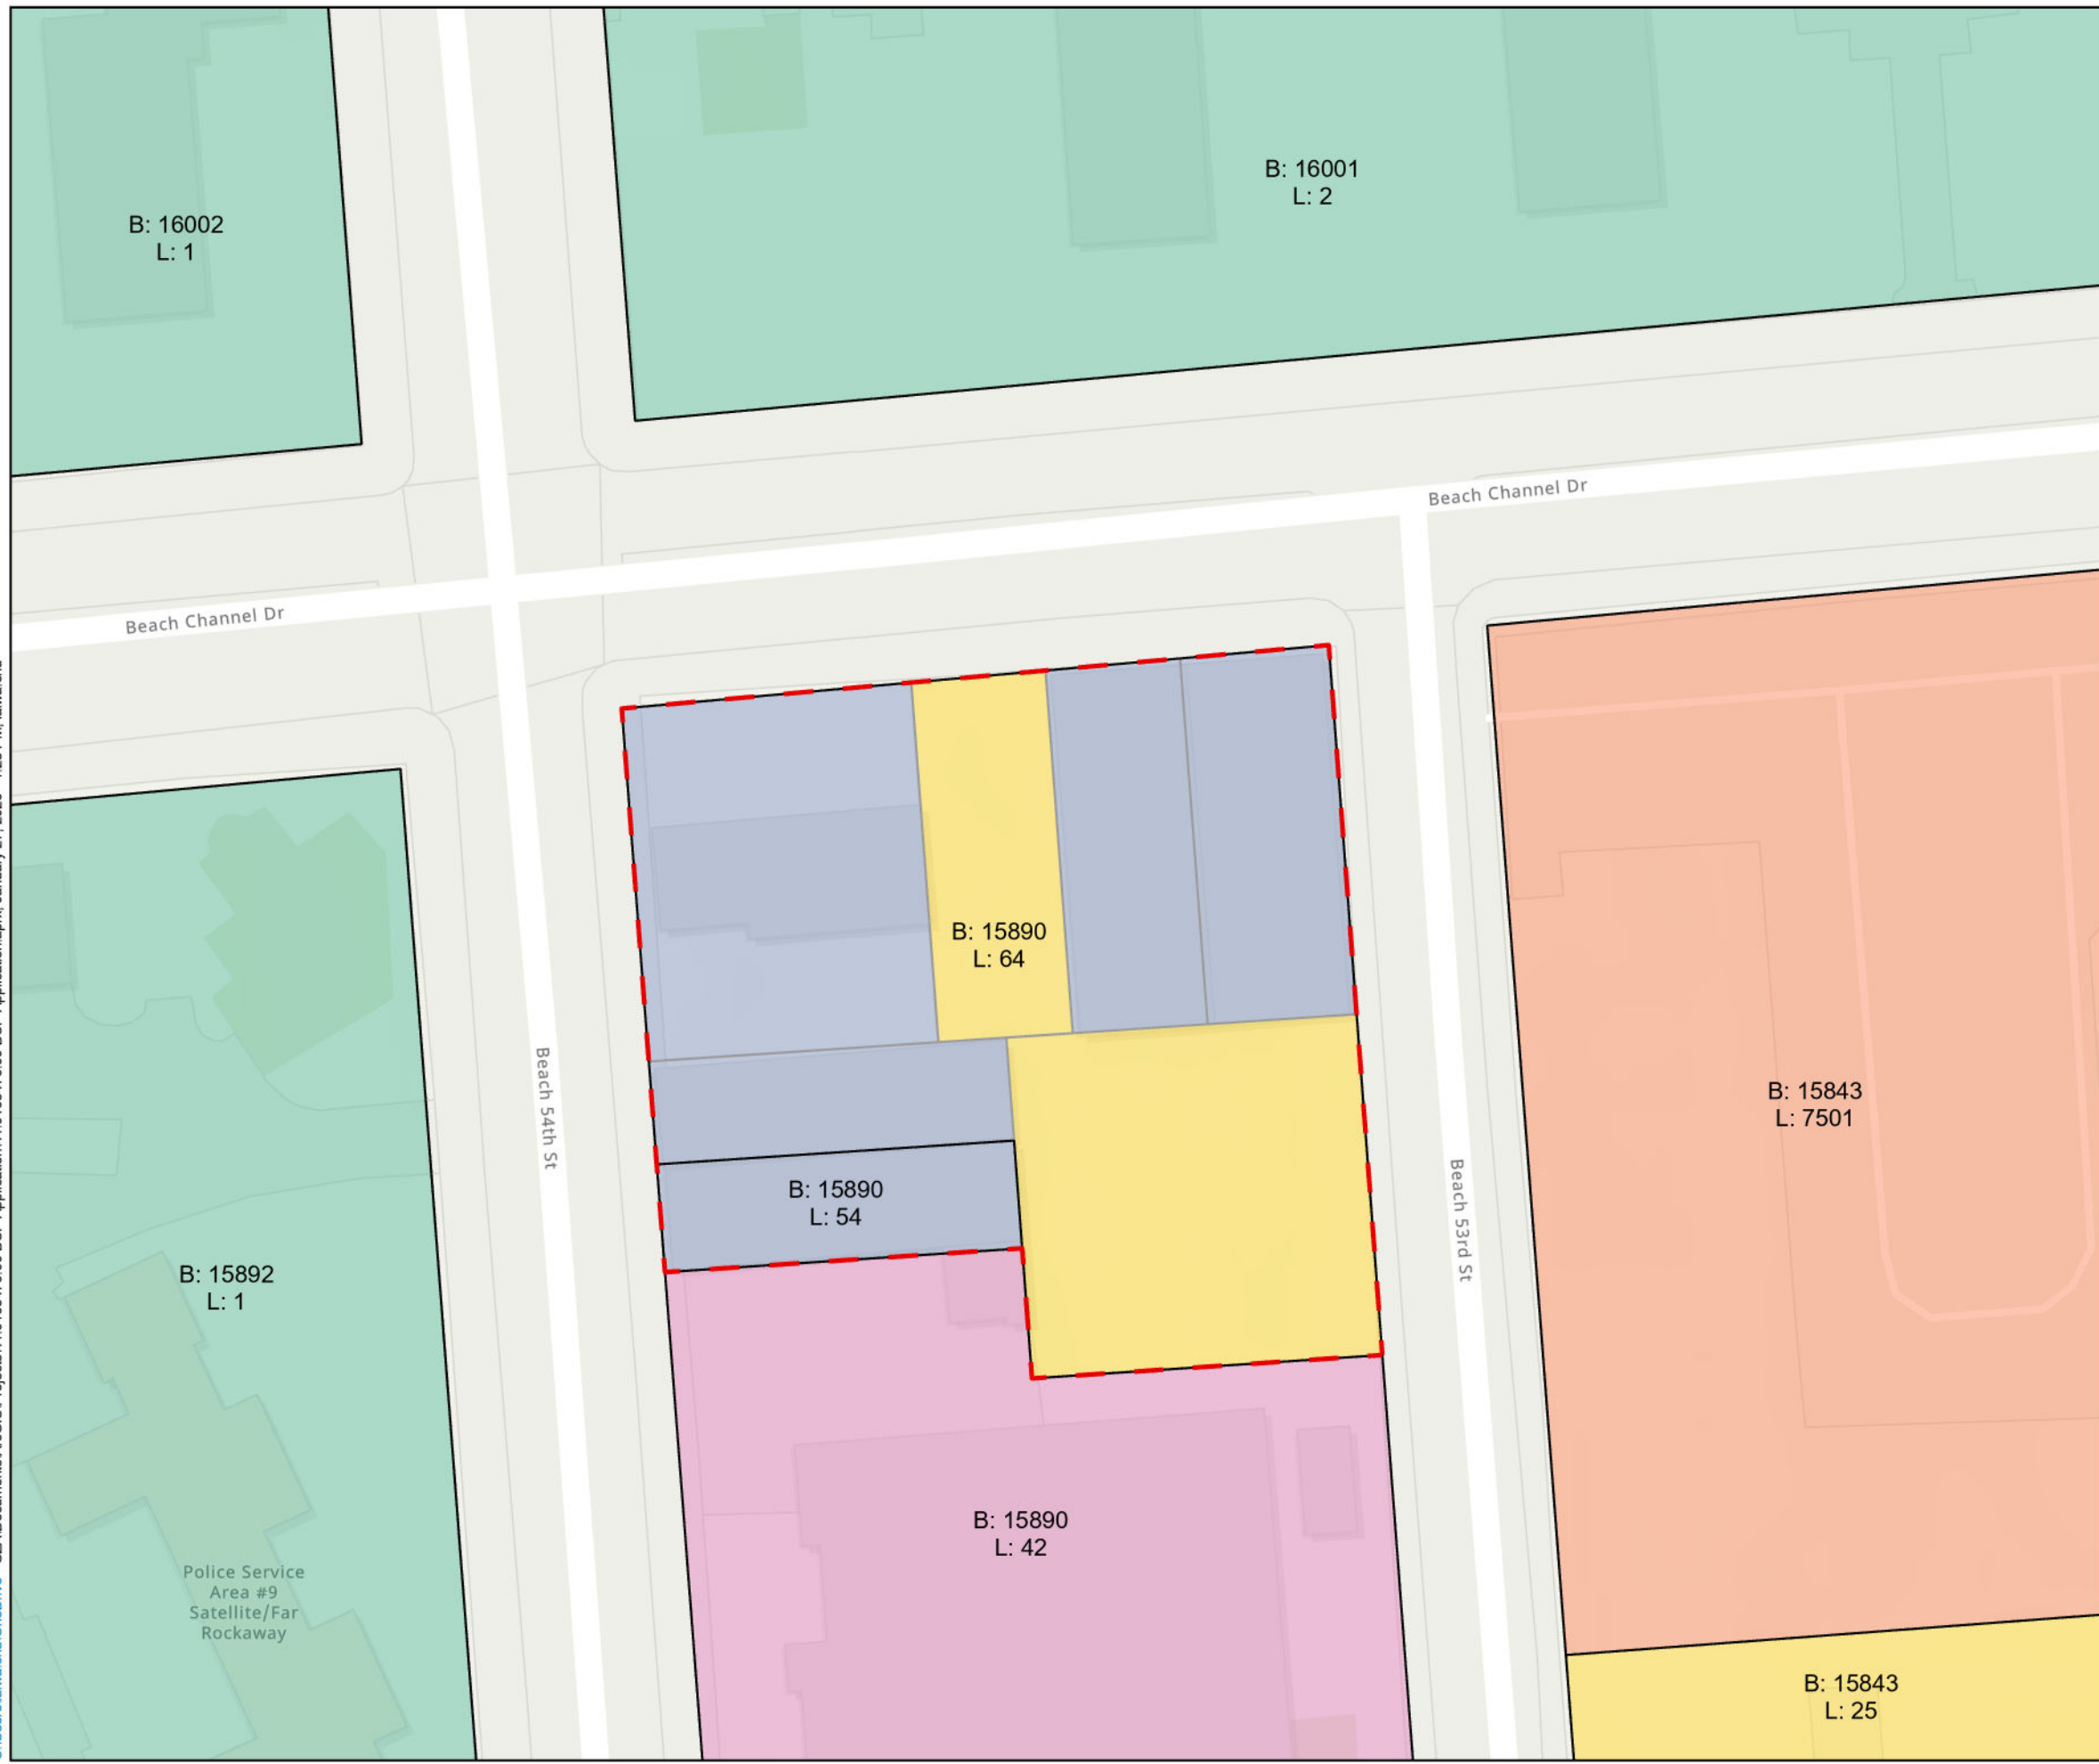 B: 16001
L: 2
B: 16002
L: 1
Beach Channel Dr
Beach Channel Dr
B: 15890
L: 64
Beach 54th St
B: 15843
L: 7501
B: 15890
L: 54
Beach 53rd St
B: 15892
L: 1
B: 15890
L: 42
Police Service
Area #9
Satellite/Far
Rockaway
B: 15843
L: 25